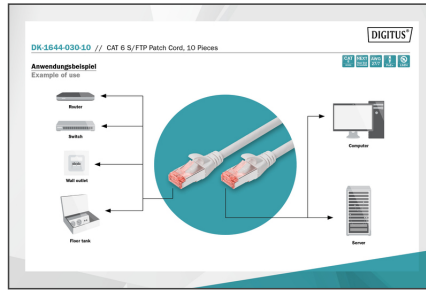 DIGITUS®
DK-1644-030-10 // CAT 6 S/FTP Patch Cord, 10 Pieces
Anwendungsbeispiel
Example of use
Router
Switch
Wall outlet
Floor tank
Computer
Server